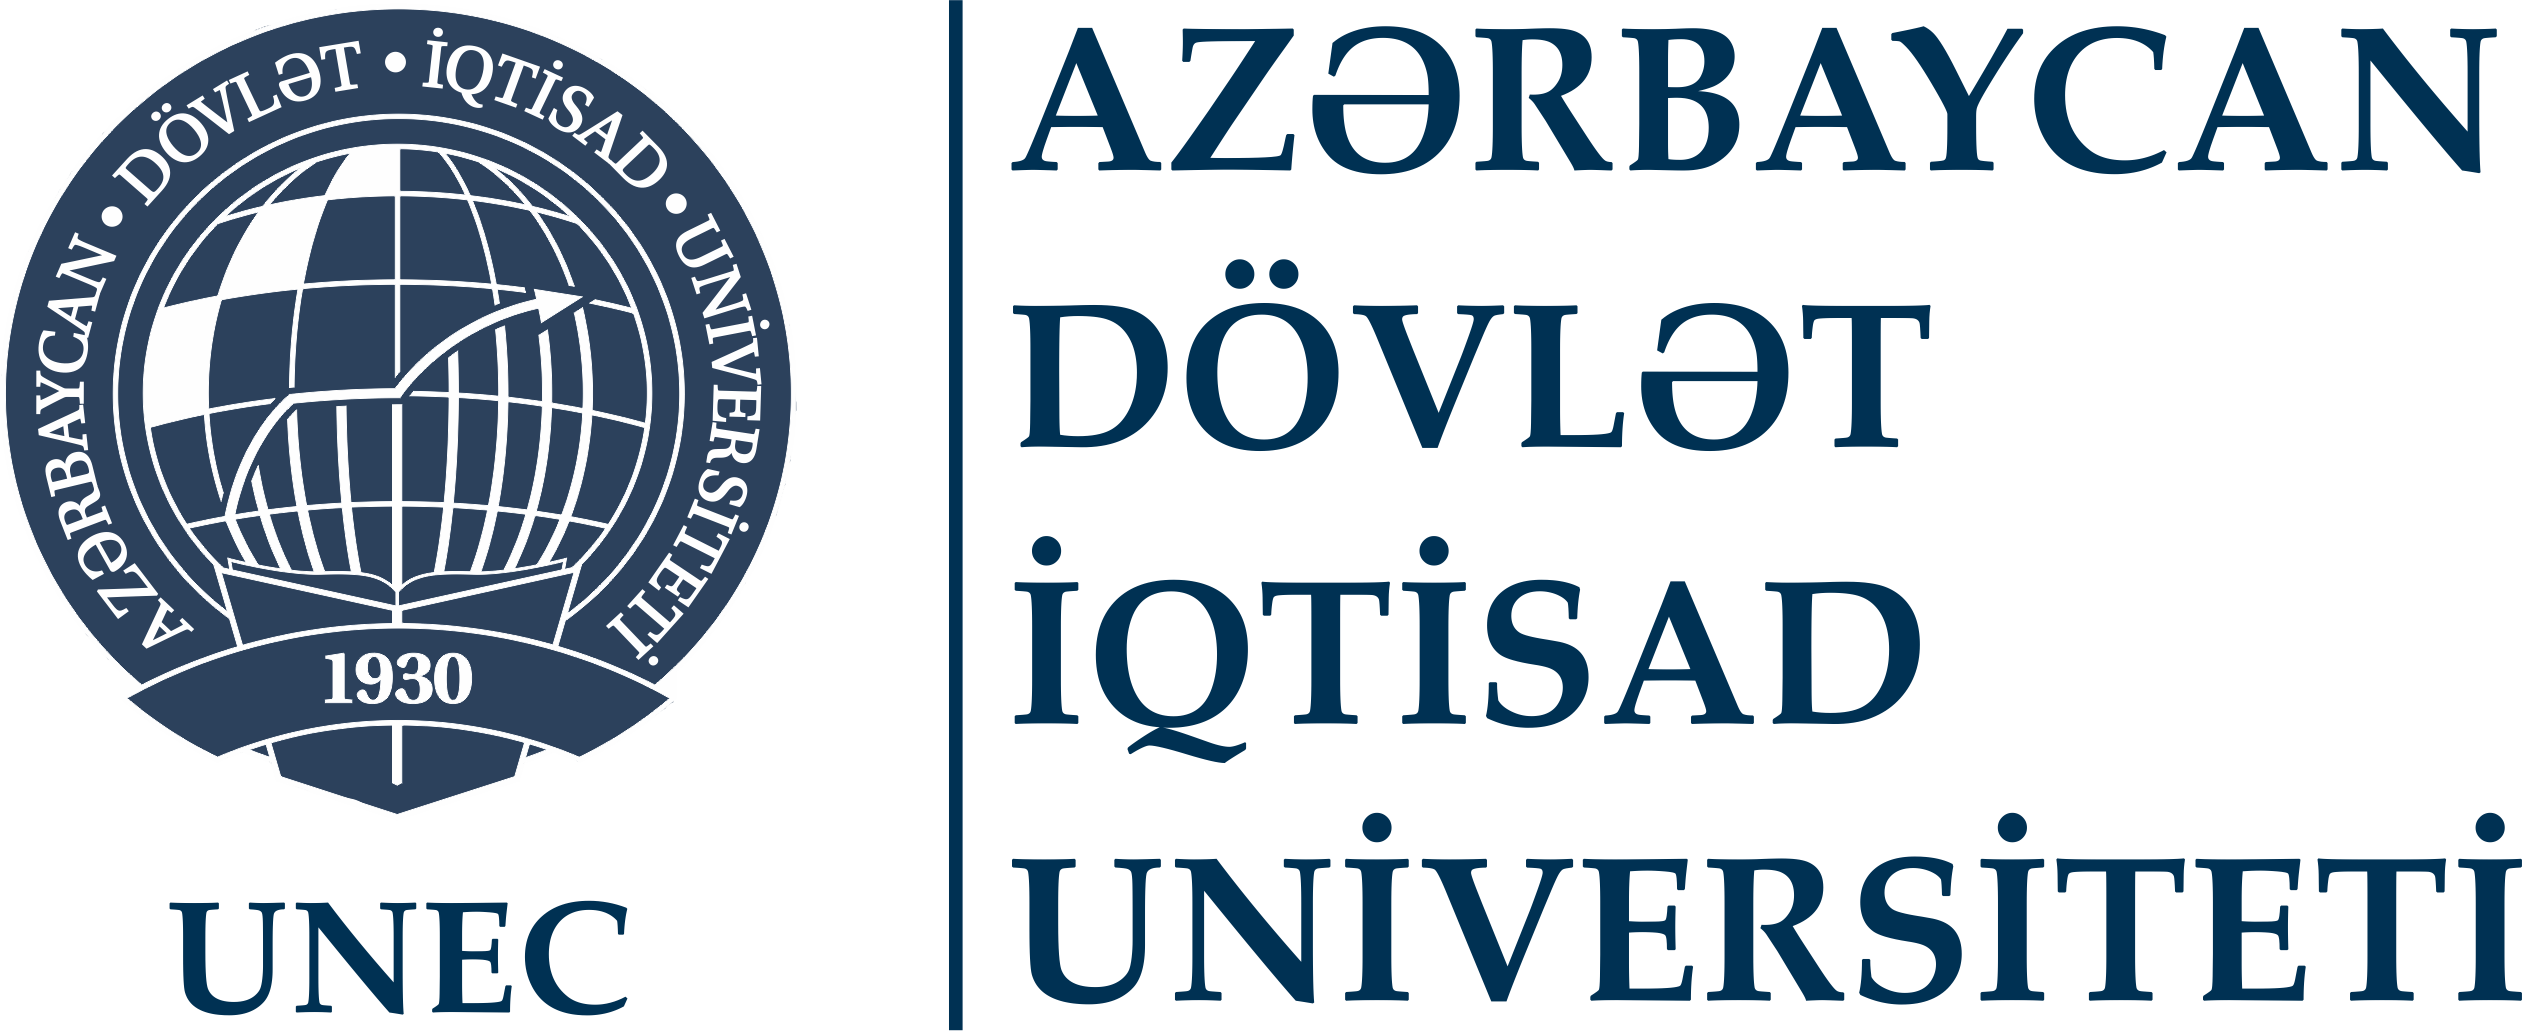 AZƏRBAYCAN • DÖVLƏT • İQTİSAD • UNİVERSİTETİ
1930
UNEC
AZƏRBAYCAN
DÖVLƏT
İQTİSAD
UNİVERSİTETİ